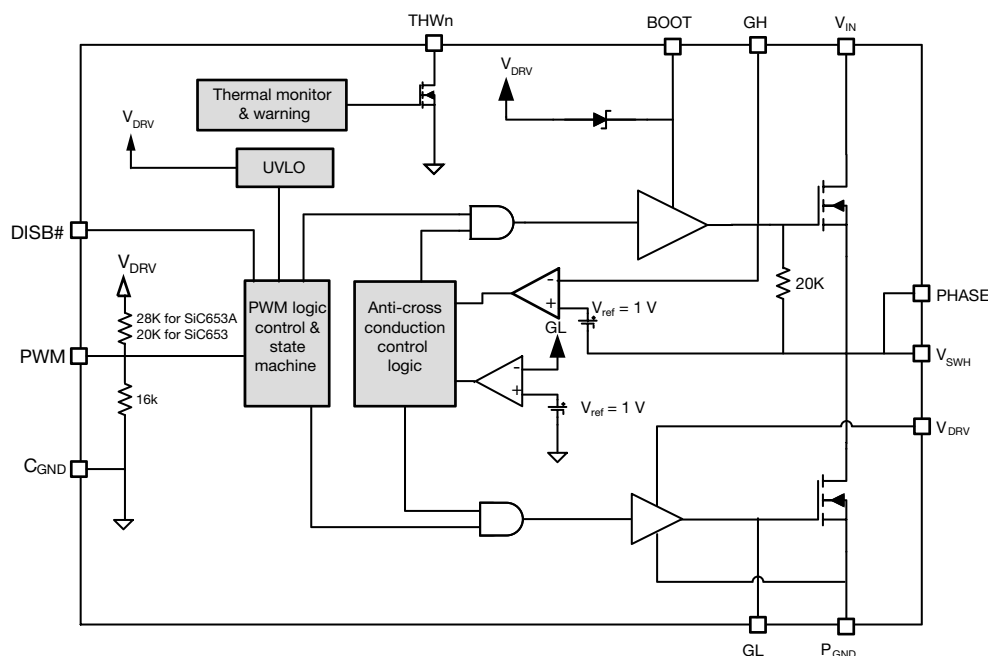 THWn
BOOT
GH
VIN
VDRV
Thermal monitor
& warning
VDRV
UVLO
DISB#
VDRV
28K for SiC653A
20K for SiC653
PWM
16k
CGND
PWM logic
control &
state
machine
Anti-cross
conduction
control
logic
-
+
Vref = 1 V
GL
-
+
Vref = 1 V
20K
PHASE
VSWH
VDRV
GL
PGND